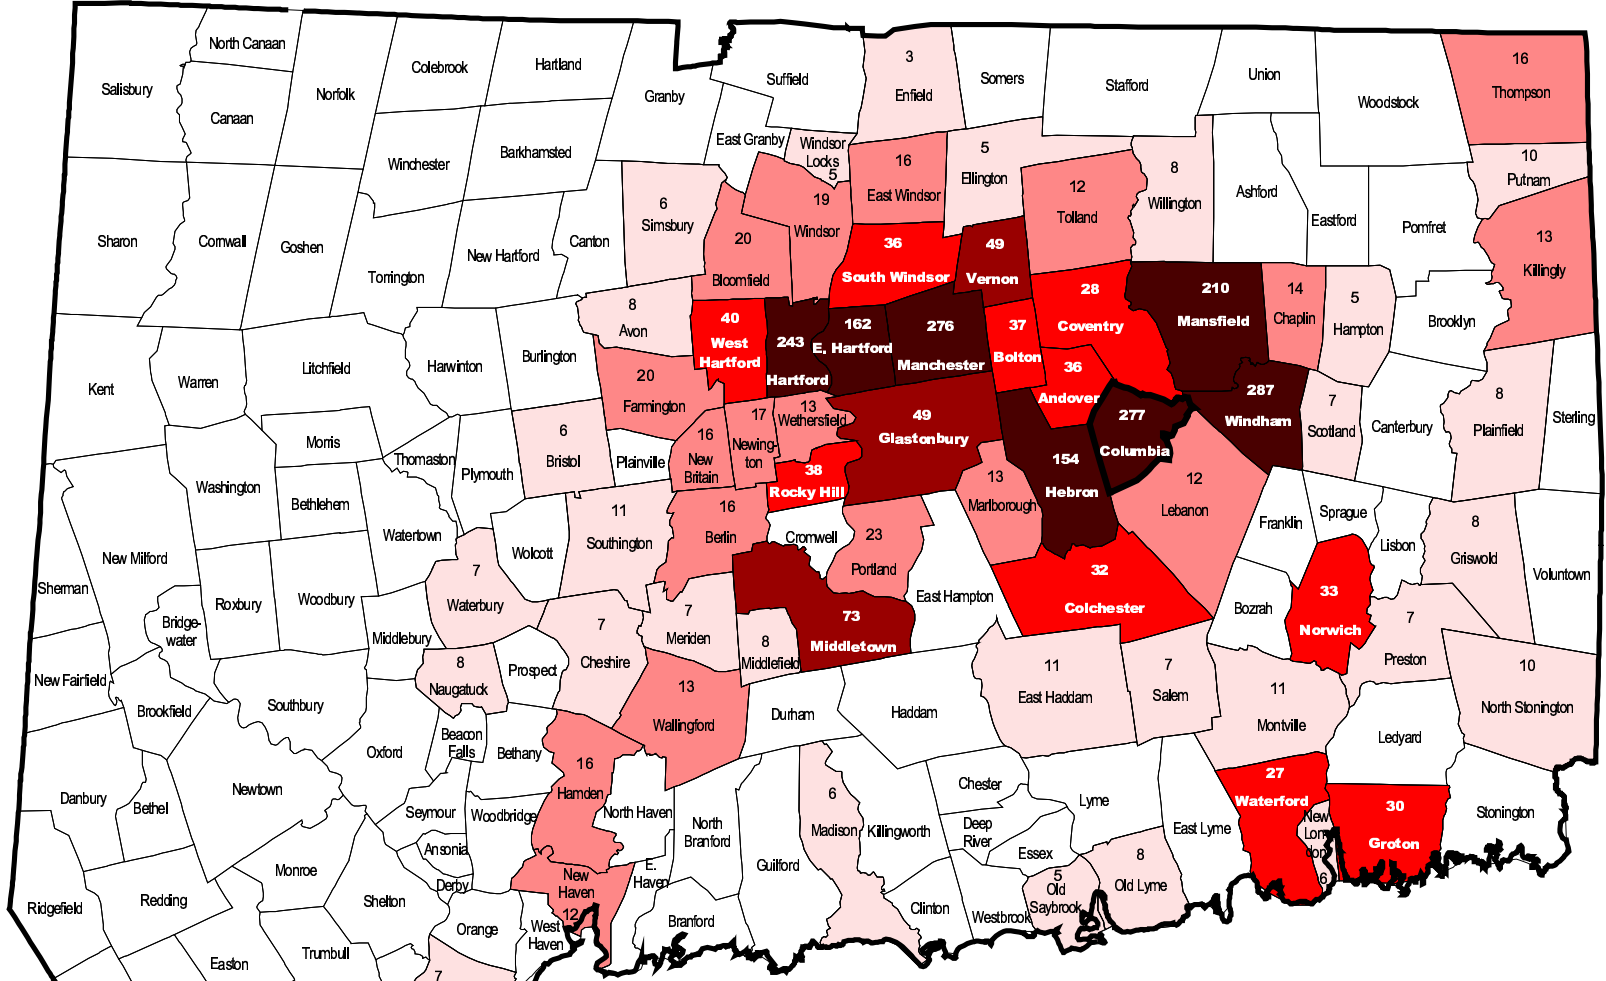 North Canaan
Salisbury
Canaan
Norfolk
Colebrook
Hartland
Granby
Suffield
3
Enfield
Somers
Stafford
Union
Woodstock
16
Thompson
Winchester
Barkhamsted
East Granby
Windsor
Locks
5
16
East Windsor
5
Ellington
12
Tolland
8
Willington
Ashford
Eastford
Pomfret
10
Putnam
13
Killingly
Sharon
Cornwall
Goshen
Torrington
New Hartford
Canton
6
Simsbury
20
Bloomfield
19
Windsor
36
South Windsor
49
Vernon
28
Coventry
210
Mansfield
14
Chaplin
5
Hampton
Brooklyn
Kent
Warren
Litchfield
Harwinton
Burlington
8
Avon
40
West
Hartford
243
Hartford
162
E. Hartford
276
Manchester
37
Bolton
36
Andover
277
Columbia
287
Windham
7
Scotland
Canterbury
8
Plainfield
Sterling
20
Farmington
Morris
Thomaston
Plymouth
6
Bristol
Plainville
16
New
Britain
17
Newing-
ton
13
Wethersfield
38
Rocky Hill
49
Glastonbury
154
Hebron
13
Marlborough
12
Lebanon
Washington
Bethlehem
Watertown
Wolcott
11
Southington
16
Berlin
Cromwell
23
Portland
East Hampton
32
Colchester
Franklin
Sprague
Lisbon
8
Griswold
Voluntown
New Milford
Sherman
Bridge-
water
Roxbury
Woodbury
Middlebury
7
Waterbury
7
Cheshire
7
Meriden
8
Middlefield
73
Middletown
Bozrah
33
Norwich
7
Preston
10
North Stonington
New Fairfield
Brookfield
Southbury
8
Naugatuck
Prospect
13
Wallingford
Durham
Haddam
11
East Haddam
7
Salem
11
Montville
Ledyard
Oxford
Beacon
Falls
Bethany
16
Hamden
North Haven
Danbury
Bethel
Newtown
Seymour
Woodbridge
North
Branford
Guilford
6
Madison
Killingworth
Chester
Deep
River
Essex
Lyme
East Lyme
27
Waterford
New
Lon-
don
6
30
Groton
Stonington
Ansonia
Derby
Monroe
Shelton
Ridgefield
Redding
Easton
Trumbull
Orange
West
Haven
New
Haven
12
E.
Haven
Branford
Clinton
Westbrook
5
Old
Saybrook
8
Old Lyme
7